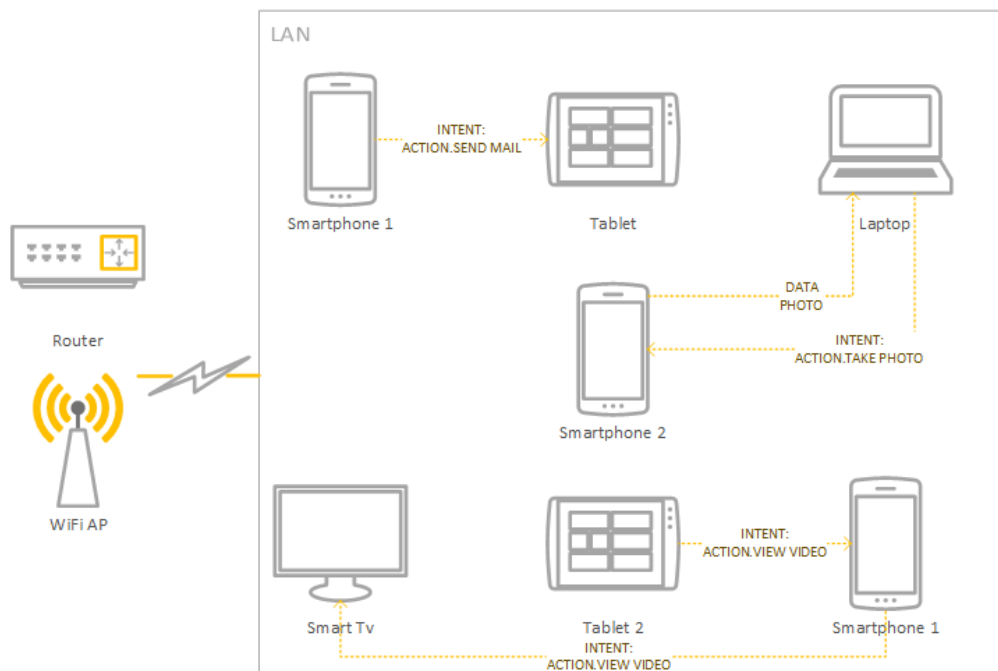 LAN
INTENT:
ACTION.SEND MAIL
Smartphone 1
Tablet
Laptop
DATA
PHOTO
Router
INTENT:
ACTION.TAKE PHOTO
Smartphone 2
WiFi AP
INTENT:
ACTION.VIEW VIDEO
Smart Tv
Tablet 2
Smartphone 1
INTENT:
ACTION.VIEW VIDEO